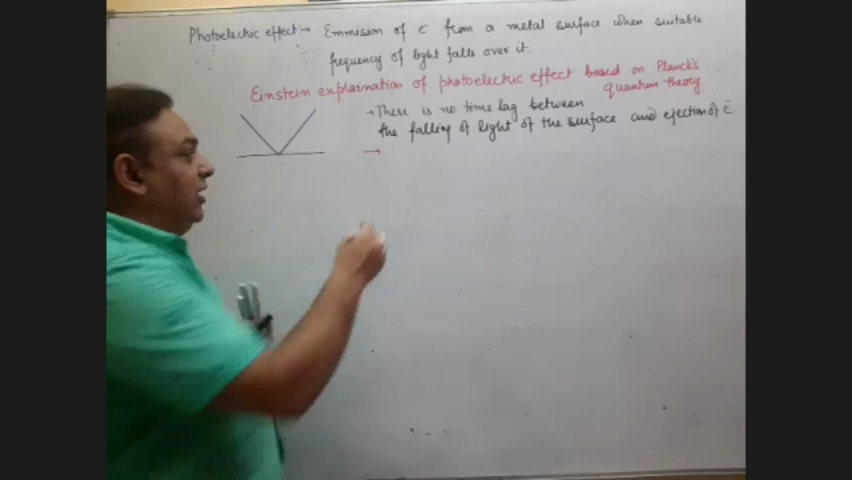 Photoelectric effect :→ Emmision of e⁻ from a metal surface when suitable
frequency of light falls over it.
Einstein explaination of photoelectric effect based on Planck's
quantum theory
→ There is no time lag between
the falling of light of the surface and ejection of e⁻.
→